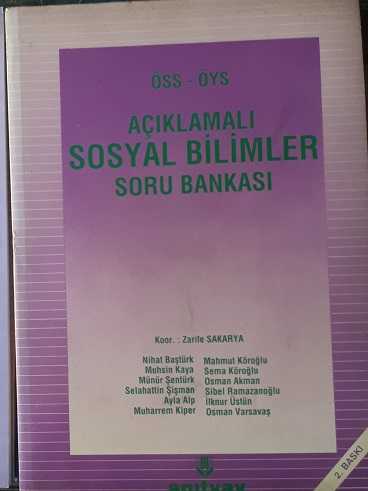 ÖSS - ÖYS
AÇIKLAMALI
SOSYAL BİLİMLER
SORU BANKASI
Koor. : Zarife SAKARYA
Nihat Baştürk
Muhsin Kaya
Münür Şentürk
Selahattin Şişman
Ayla Alp
Muharrem Kiper
Mahmut Köroğlu
Sema Köroğlu
Osman Akman
Sibel Ramazanoğlu
İlknur Üstün
Osman Varsavaş
2. BASKI